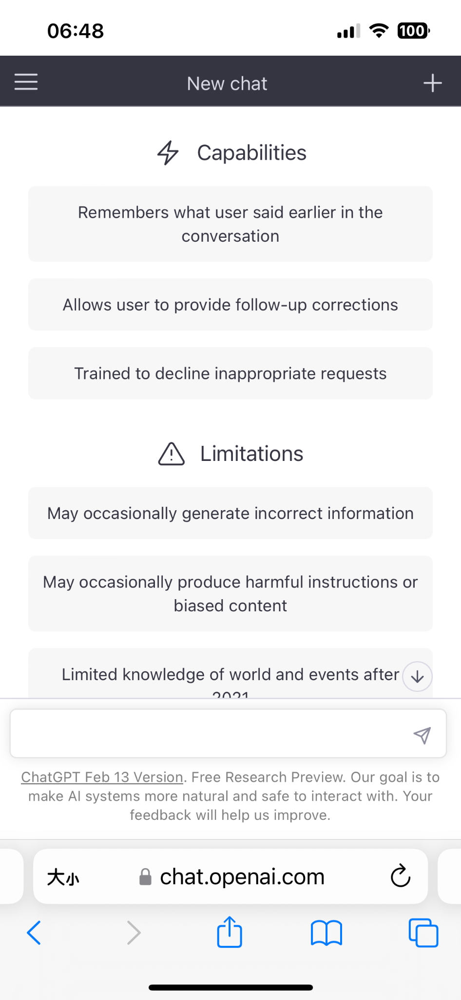 06:48
100
New chat
Capabilities
Remembers what user said earlier in the
conversation
Allows user to provide follow-up corrections
Trained to decline inappropriate requests
Limitations
May occasionally generate incorrect information
May occasionally produce harmful instructions or
biased content
Limited knowledge of world and events after
2021
ChatGPT Feb 13 Version. Free Research Preview. Our goal is to
make AI systems more natural and safe to interact with. Your
feedback will help us improve.
大小 chat.openai.com